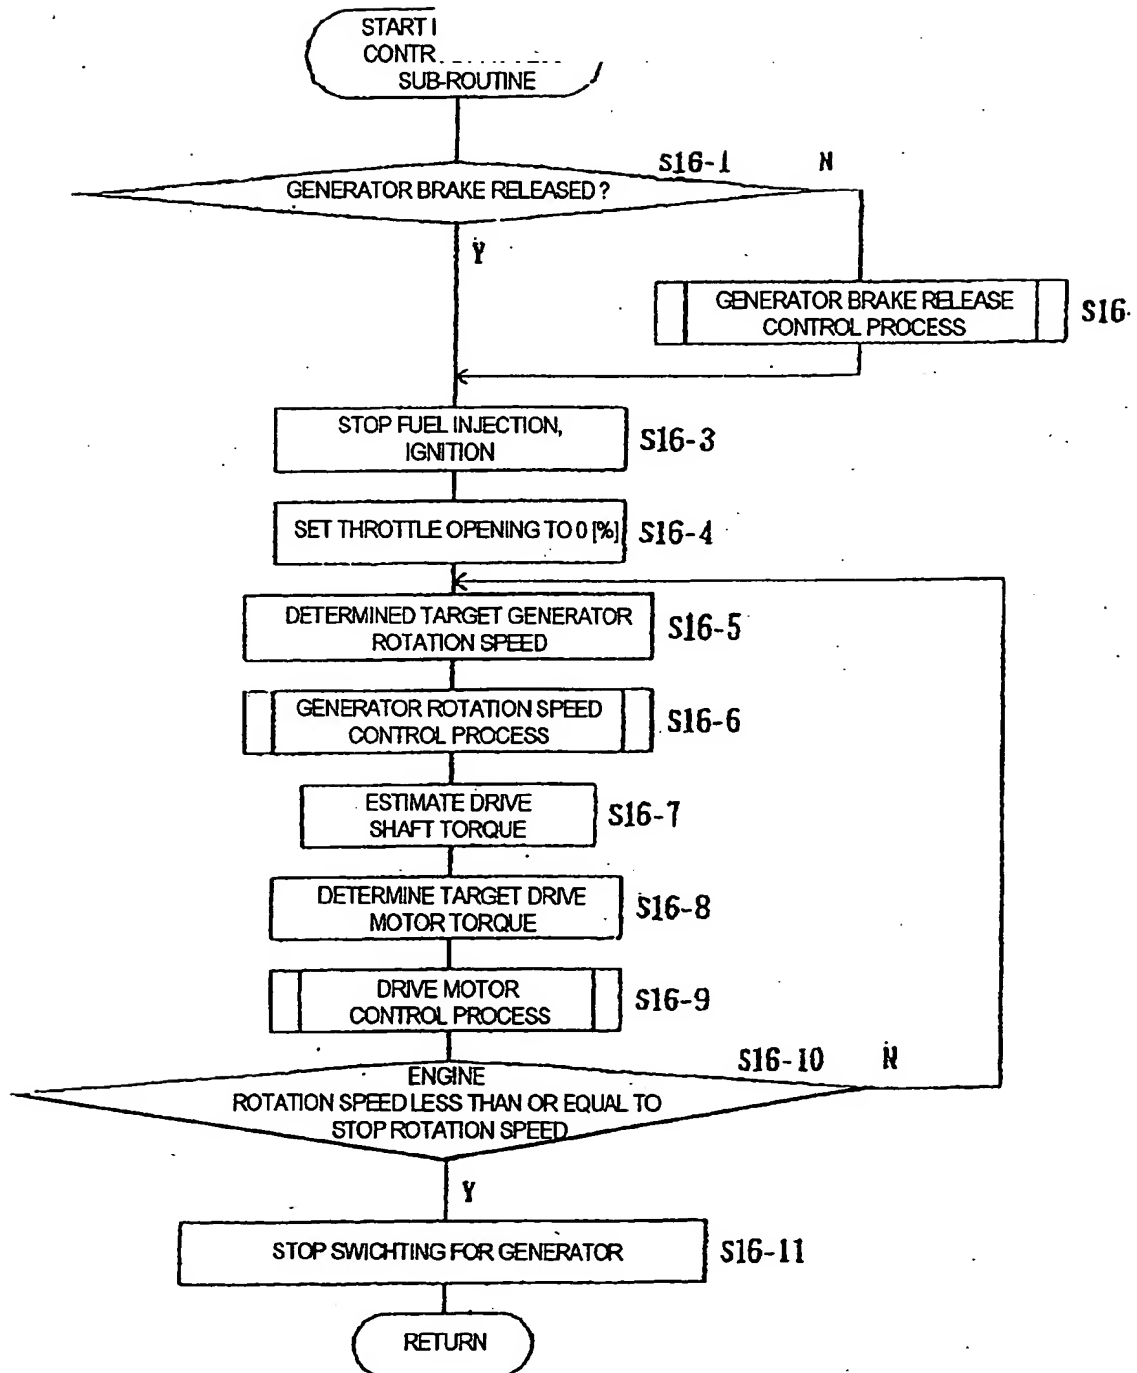 START
SUB-ROUTINE
S16-1
N
GENERATOR BRAKE RELEASED?
Y
GENERATOR BRAKE RELEASE
CONTROL PROCESS
S16-
STOP FUEL INJECTION,
IGNITION
S16-3
SET THROTTLE OPENING TO 0 [%]
S16-4
DETERMINED TARGET GENERATOR
ROTATION SPEED
S16-5
GENERATOR ROTATION SPEED
CONTROL PROCESS
S16-6
ESTIMATE DRIVE
SHAFT TORQUE
S16-7
DETERMINE TARGET DRIVE
MOTOR TORQUE
S16-8
DRIVE MOTOR
CONTROL PROCESS
S16-9
S16-10
N
ENGINE
ROTATION SPEED LESS THAN OR EQUAL TO
STOP ROTATION SPEED
Y
STOP SWICHTING FOR GENERATOR
S16-11
RETURN